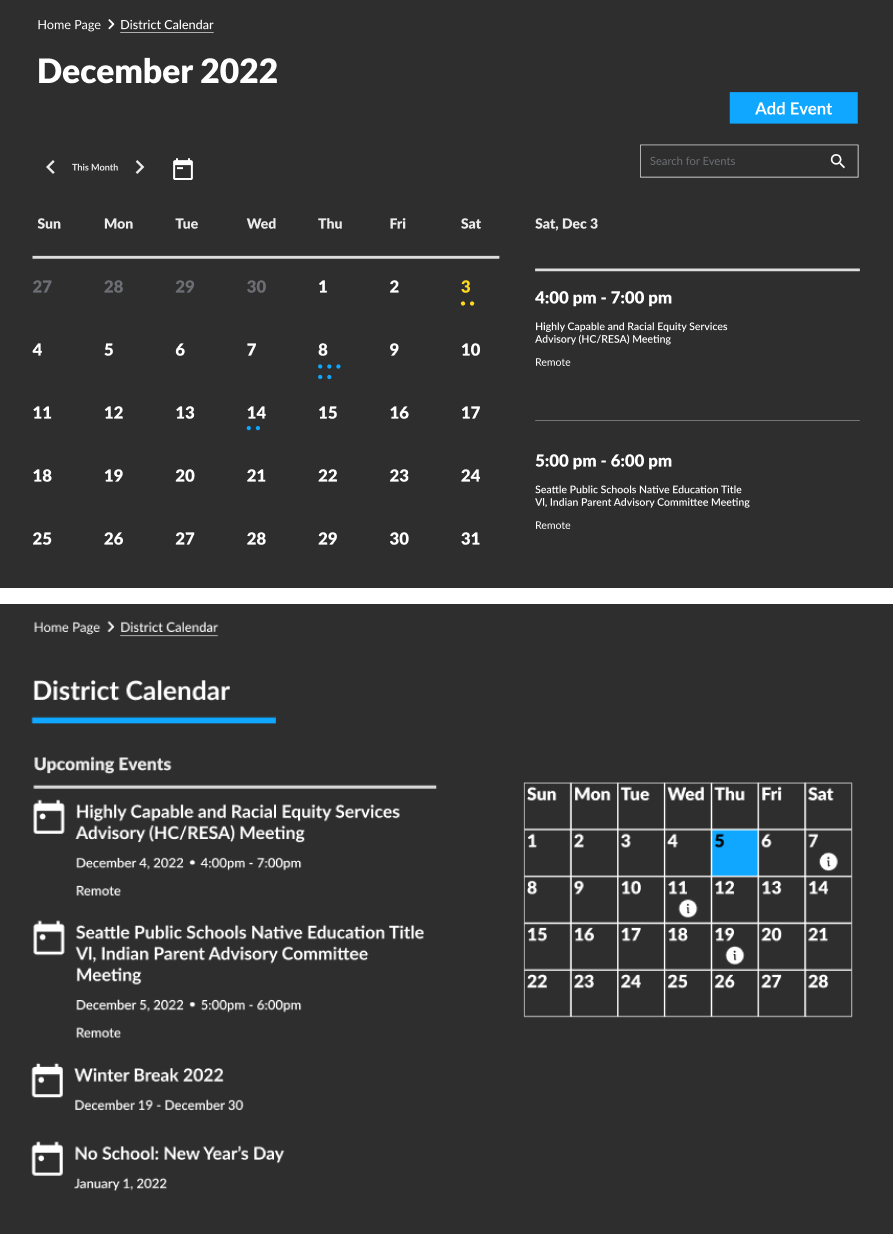 Home Page > District Calendar
December 2022
Add Event
This Month
Search for Events
Sun Mon Tue Wed Thu Fri Sat
27 28 29 30 1 2 3
4 5 6 7 8 9 10
11 12 13 14 15 16 17
18 19 20 21 22 23 24
25 26 27 28 29 30 31
Sat, Dec 3
4:00 pm - 7:00 pm
Highly Capable and Racial Equity Services
Advisory (HC/RESA) Meeting
Remote
5:00 pm - 6:00 pm
Seattle Public Schools Native Education Title
VI, Indian Parent Advisory Committee Meeting
Remote
Home Page > District Calendar
District Calendar
Upcoming Events
Highly Capable and Racial Equity Services
Advisory (HC/RESA) Meeting
December 4, 2022 • 4:00pm - 7:00pm
Remote
Seattle Public Schools Native Education Title
VI, Indian Parent Advisory Committee
Meeting
December 5, 2022 • 5:00pm - 6:00pm
Remote
Winter Break 2022
December 19 - December 30
No School: New Year's Day
January 1, 2022
Sun Mon Tue Wed Thu Fri Sat
1 2 3 4 5 6 7
8 9 10 11 12 13 14
15 16 17 18 19 20 21
22 23 24 25 26 27 28